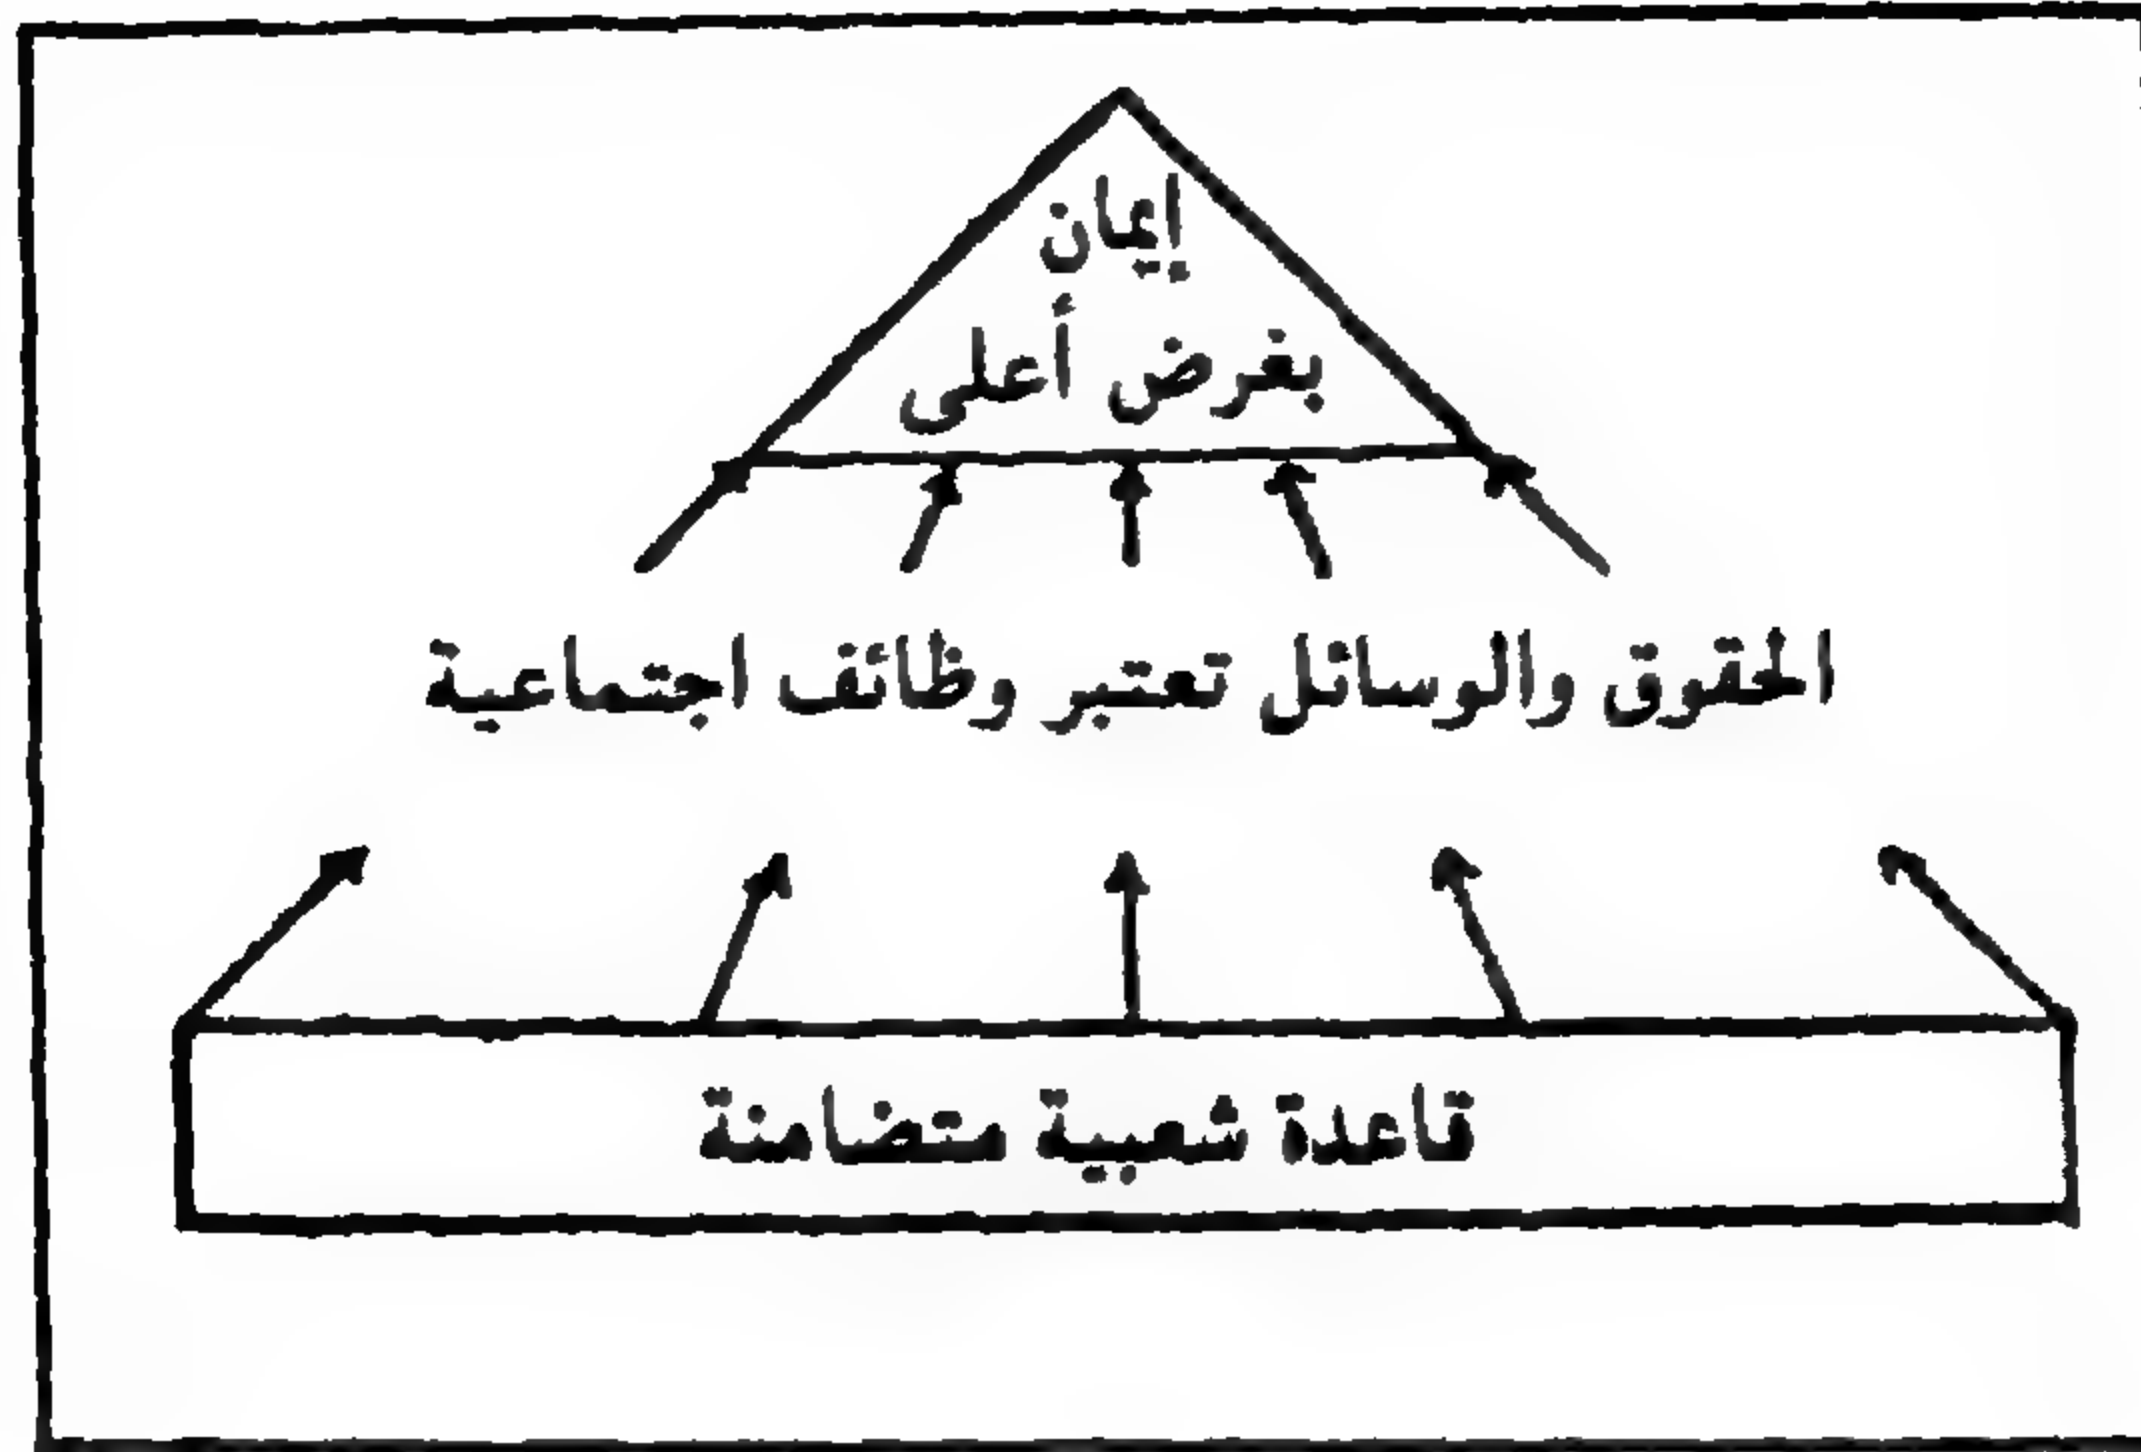 إيمان
بغرض أعلى
الحقوق والوسائل تعتبر وظائف اجتماعية
قاعدة شعبية متضامنة